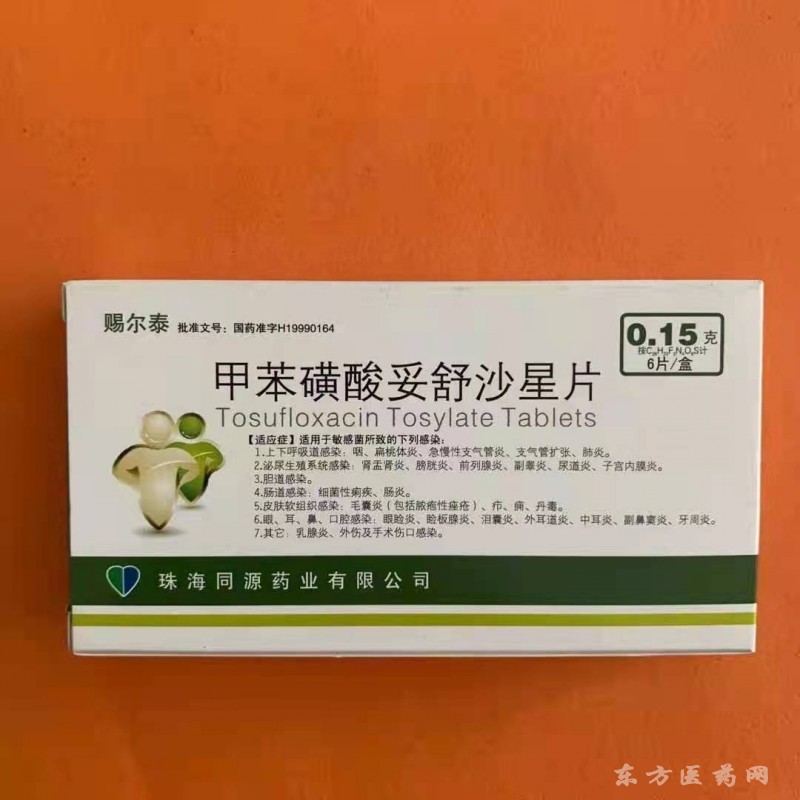 赐尔泰 批准文号：国药准字H19990164
0.15克
6片/盒
甲苯磺酸妥舒沙星片
Tosufloxacin Tosylate Tablets
【适应症】适用于敏感菌所致的下列感染：
1.上下呼吸道感染：咽、扁桃体炎、急慢性支气管炎、支气管扩张、肺炎。
2.泌尿生殖系统感染：肾盂肾炎、膀胱炎、前列腺炎、副睾炎、尿道炎、子宫内膜炎。
3.胆道感染。
4.肠道感染：细菌性痢疾、肠炎。
5.皮肤软组织感染：毛囊炎（包括脓疱性痤疮）、疖、痈、丹毒。
6.眼、耳、鼻、口腔感染：眼睑炎、睑板腺炎、泪囊炎、外耳道炎、中耳炎、副鼻窦炎、牙周炎。
7.其它：乳腺炎、外伤及手术伤口感染。
珠海同源药业有限公司
东方医药网